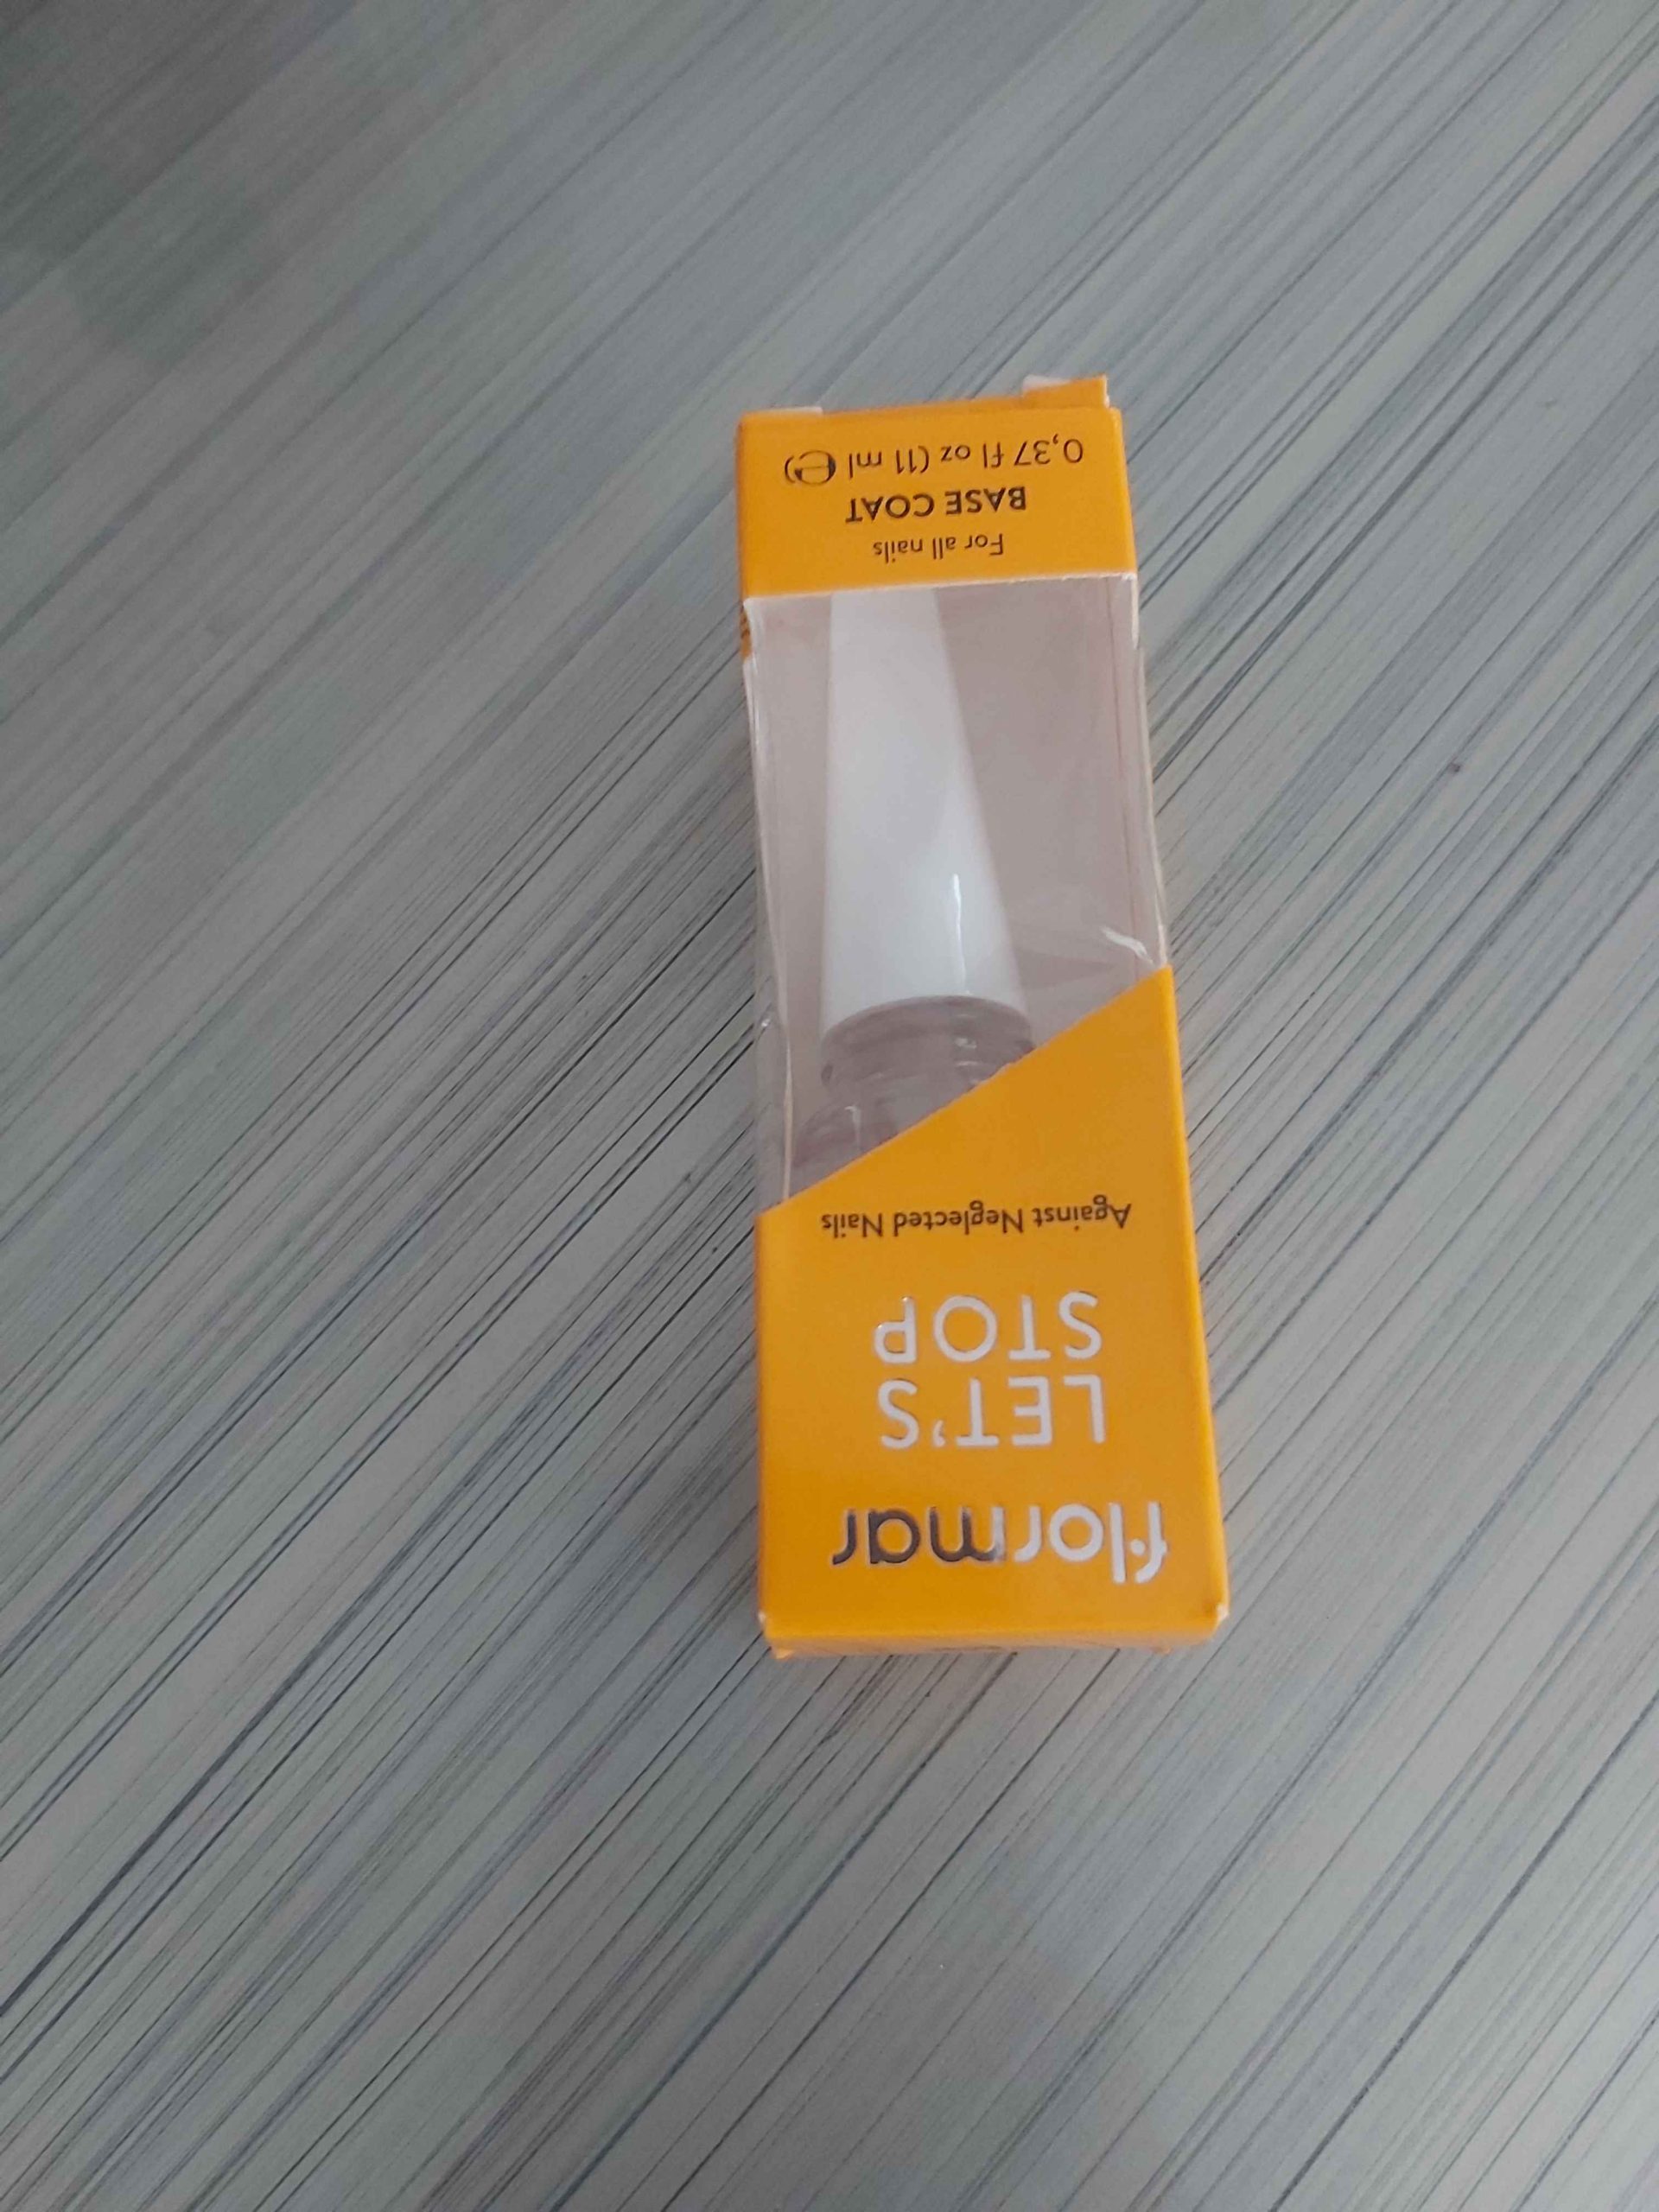 flormar
LET'S
STOP
Against Neglected Nails
For all nails
BASE COAT
0,37 fl oz (11 ml ℮)